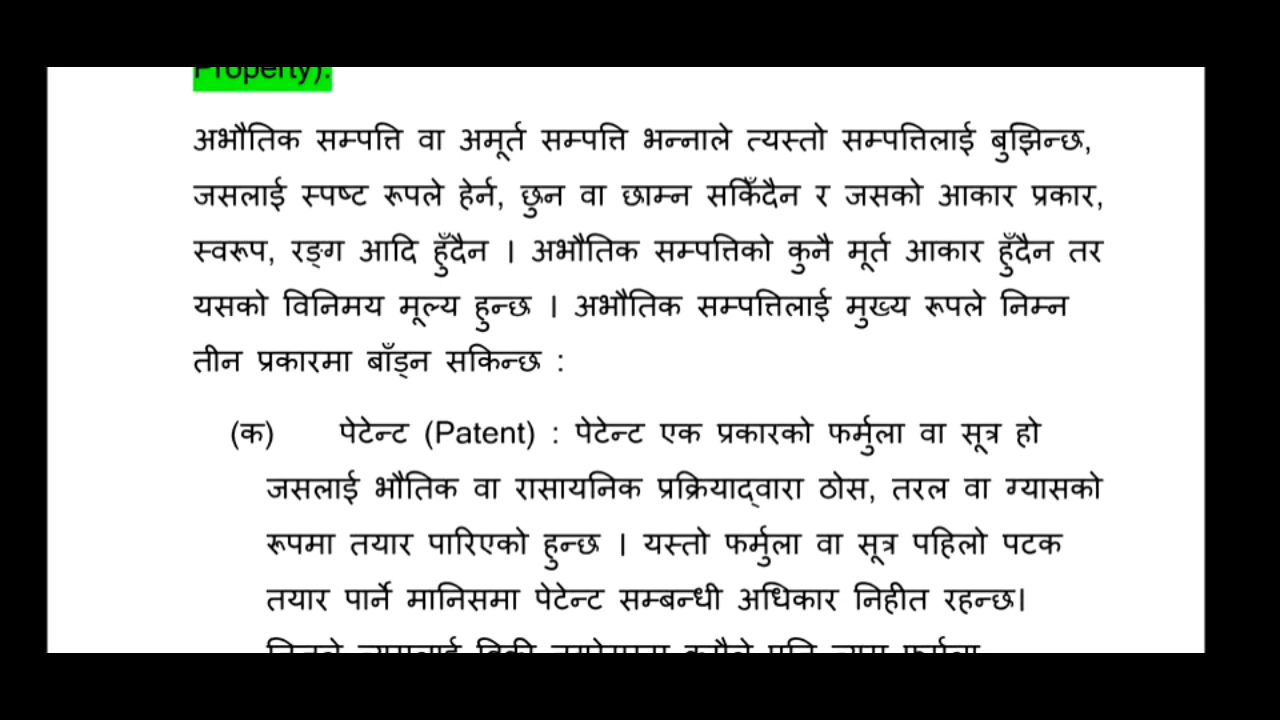 Property).
अभौतिक सम्पत्ति वा अमूर्त सम्पत्ति भन्नाले त्यस्तो सम्पत्तिलाई बुझिन्छ,
जसलाई स्पष्ट रूपले हेर्न, छुन वा छाम्न सकिँदैन र जसको आकार प्रकार,
स्वरूप, रङ्ग आदि हुँदैन । अभौतिक सम्पत्तिको कुनै मूर्त आकार हुँदैन तर
यसको विनिमय मूल्य हुन्छ । अभौतिक सम्पत्तिलाई मुख्य रूपले निम्न
तीन प्रकारमा बाँड्न सकिन्छ :
(क) पेटेन्ट (Patent) : पेटेन्ट एक प्रकारको फर्मुला वा सूत्र हो
जसलाई भौतिक वा रासायनिक प्रक्रियाद्वारा ठोस, तरल वा ग्यासको
रूपमा तयार पारिएको हुन्छ । यस्तो फर्मुला वा सूत्र पहिलो पटक
तयार पार्ने मानिसमा पेटेन्ट सम्बन्धी अधिकार निहीत रहन्छ।